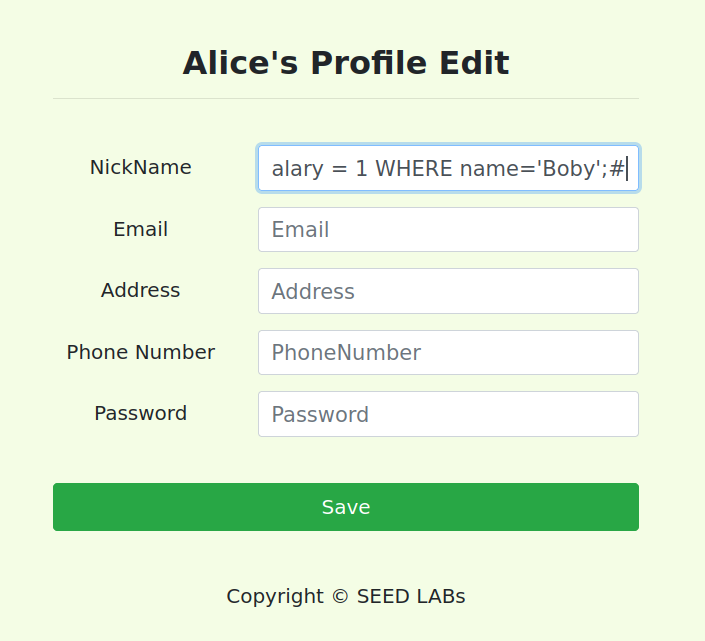 Alice's Profile Edit
NickName alary = 1 WHERE name='Boby';#
Email Email
Address Address
Phone Number PhoneNumber
Password Password
Save
Copyright © SEED LABs